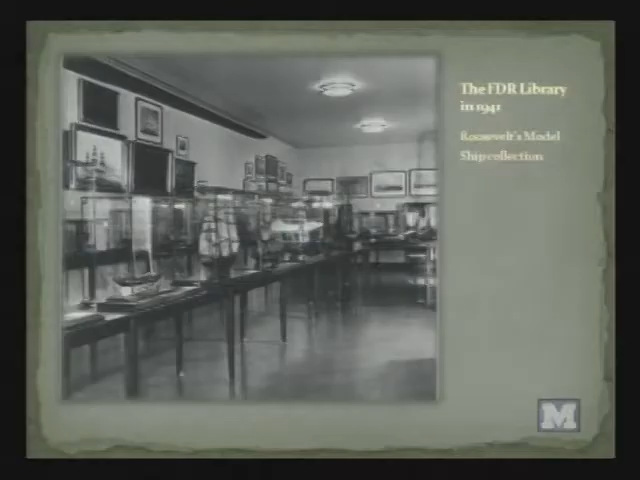 The FDR Library
in 1941
Roosevelt's Model
Ship collection
M